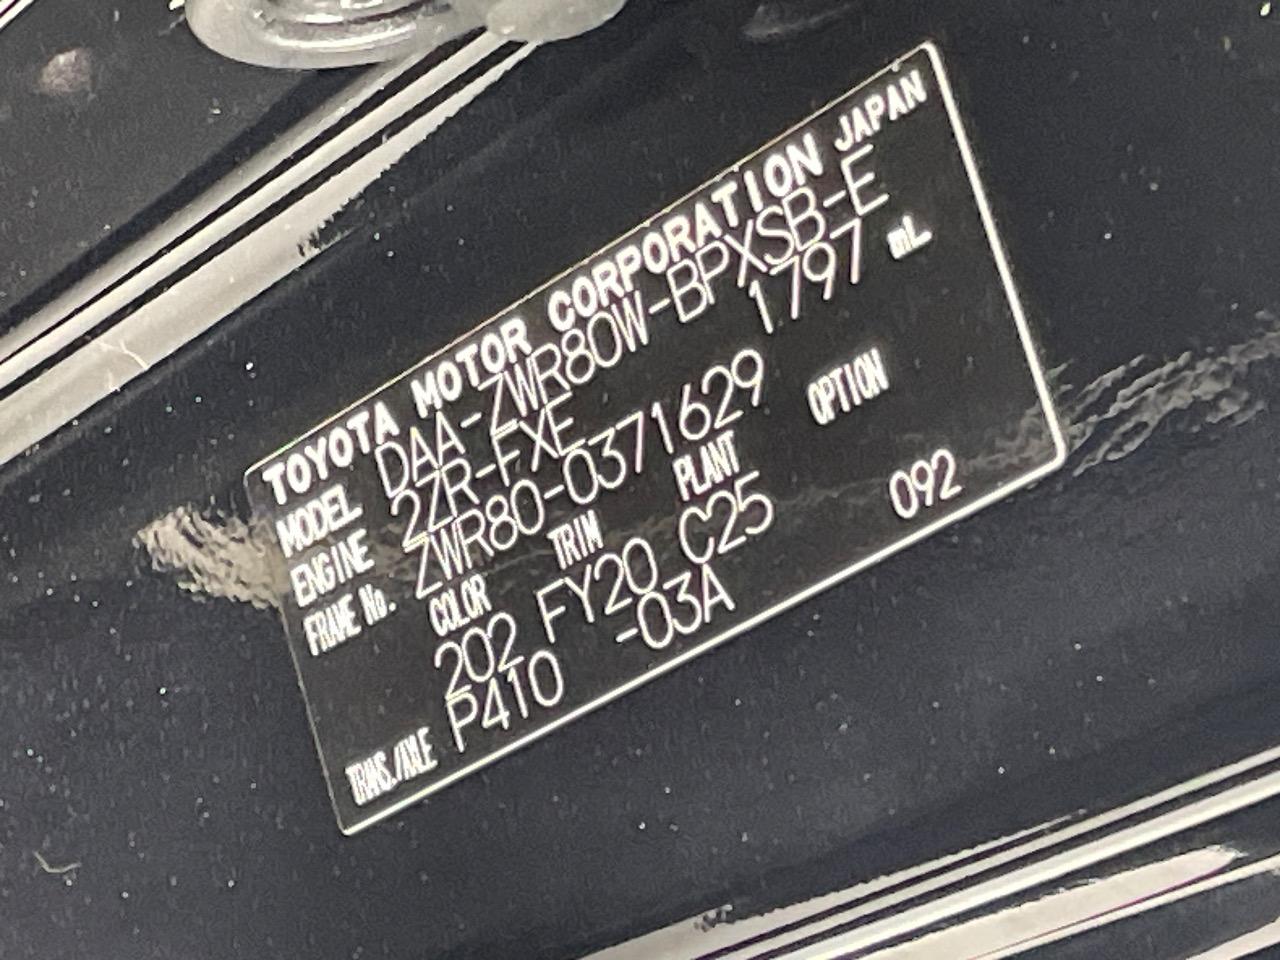 TOYOTA MOTOR CORPORATION JAPAN
MODEL DAA-ZWR80W-BPXSB-E
ENGINE 2ZR-FXE 1797 mL
FRAME No. ZWR80-0371629
COLOR TRIM PLANT OPTION
202 FY20 C25 092
TRANS./AXLE P410 -03A